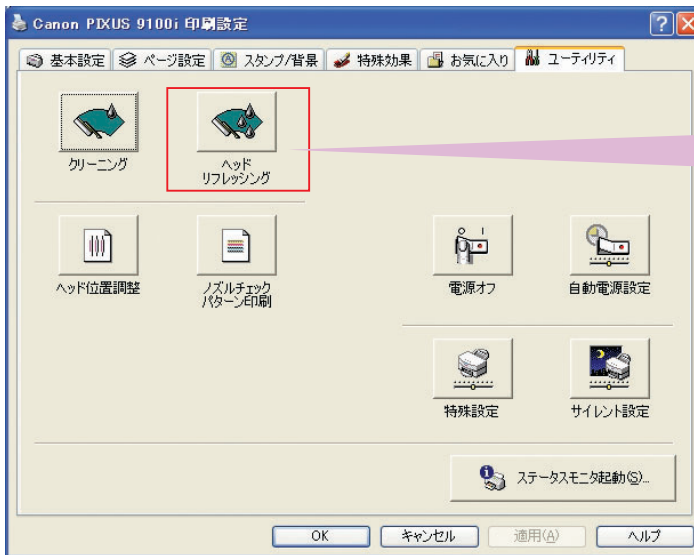 Canon PIXUS 9100i 印刷設定
基本設定 ページ設定 スタンプ/背景 特殊効果 お気に入り ユーティリティ
クリーニング
ヘッド
リフレッシング
ヘッド位置調整
ノズルチェック
パターン印刷
電源オフ
自動電源設定
特殊設定
サイレント設定
ステータスモニタ起動(S)...
OK キャンセル 適用(A) ヘルプ